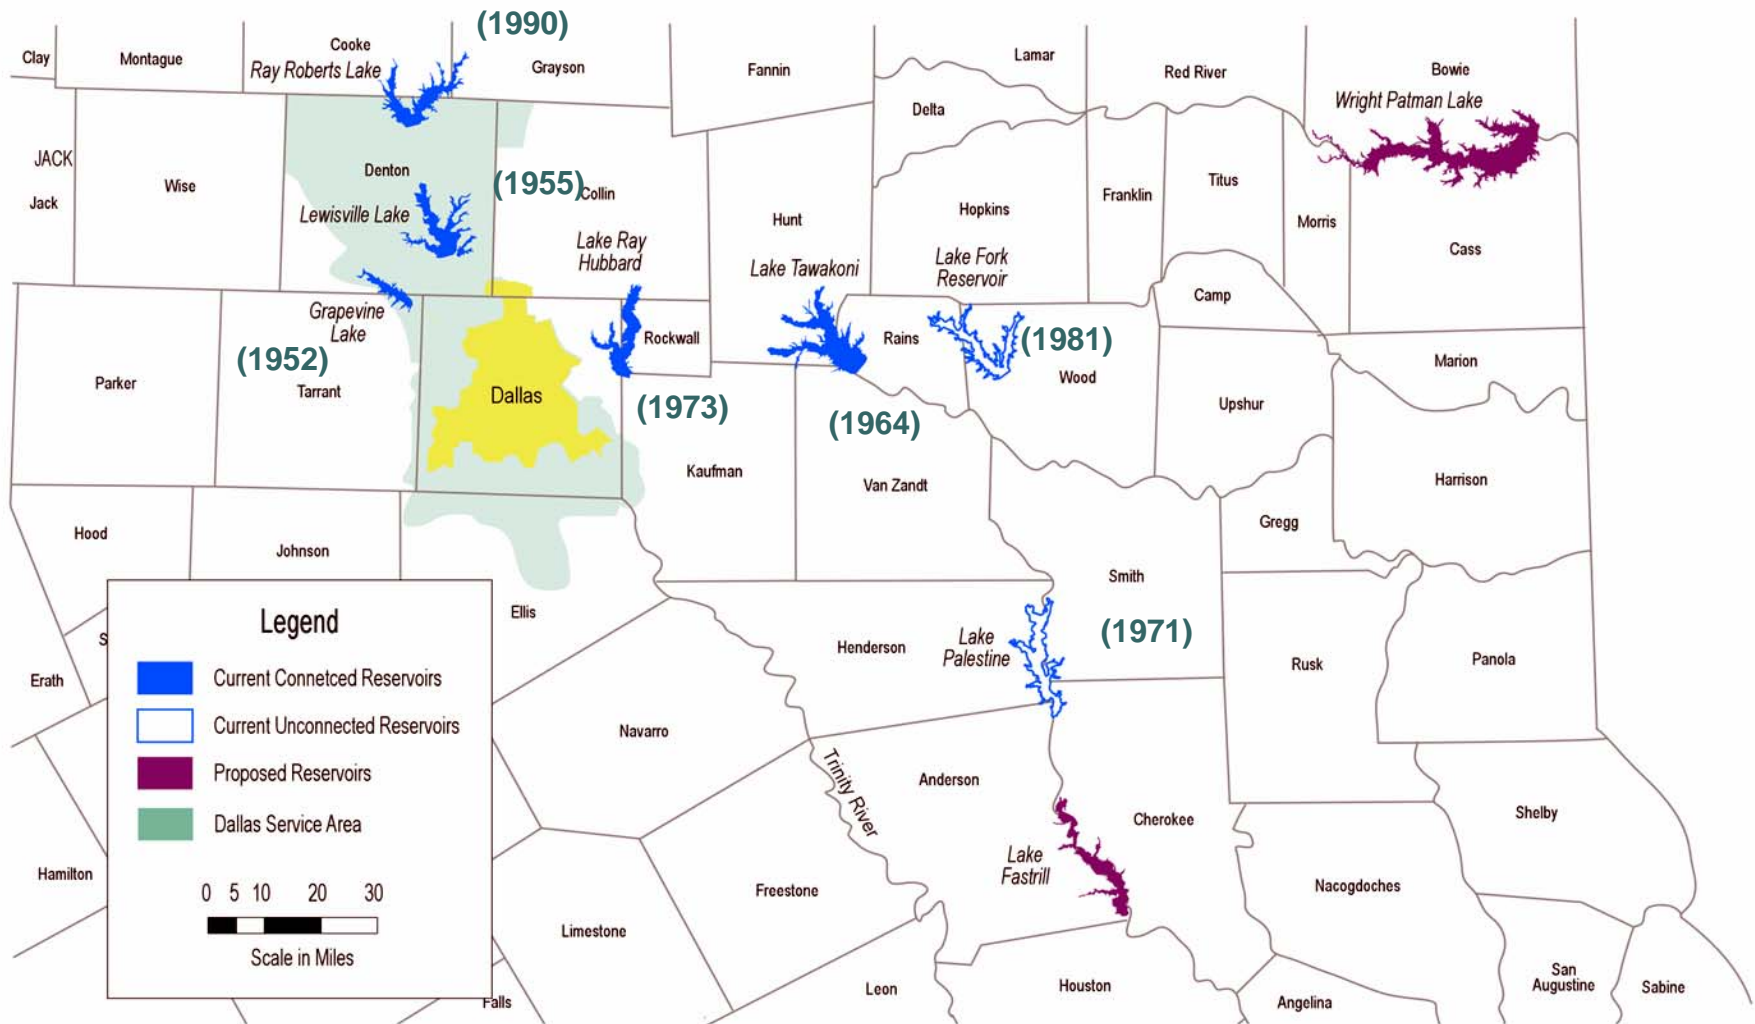 (1990)
Clay
Montague
Cooke
Ray Roberts Lake
Grayson
Fannin
Lamar
Red River
Bowie
Wright Patman Lake
Delta
JACK
Jack
Wise
Denton
(1955)
Collin
Lewisville Lake
Lake Ray
Hubbard
Hunt
Lake Tawakoni
Hopkins
Lake Fork
Reservoir
Franklin
Titus
Morris
Cass
Grapevine
Lake
(1952)
Parker
Tarrant
Dallas
Rockwall
(1973)
Rains
(1964)
(1981)
Wood
Camp
Upshur
Marion
Harrison
Kaufman
Van Zandt
Gregg
Hood
Johnson
Ellis
Smith
(1971)
Henderson
Lake
Palestine
Rusk
Panola
S
Erath
Navarro
Trinity River
Anderson
Cherokee
Shelby
Lake
Fastrill
Hamilton
Freestone
Limestone
Nacogdoches
Leon
Houston
Angelina
San
Augustine
Sabine
Falls
Legend
Current Connetced Reservoirs
Current Unconnected Reservoirs
Proposed Reservoirs
Dallas Service Area
0 5 10 20 30
Scale in Miles